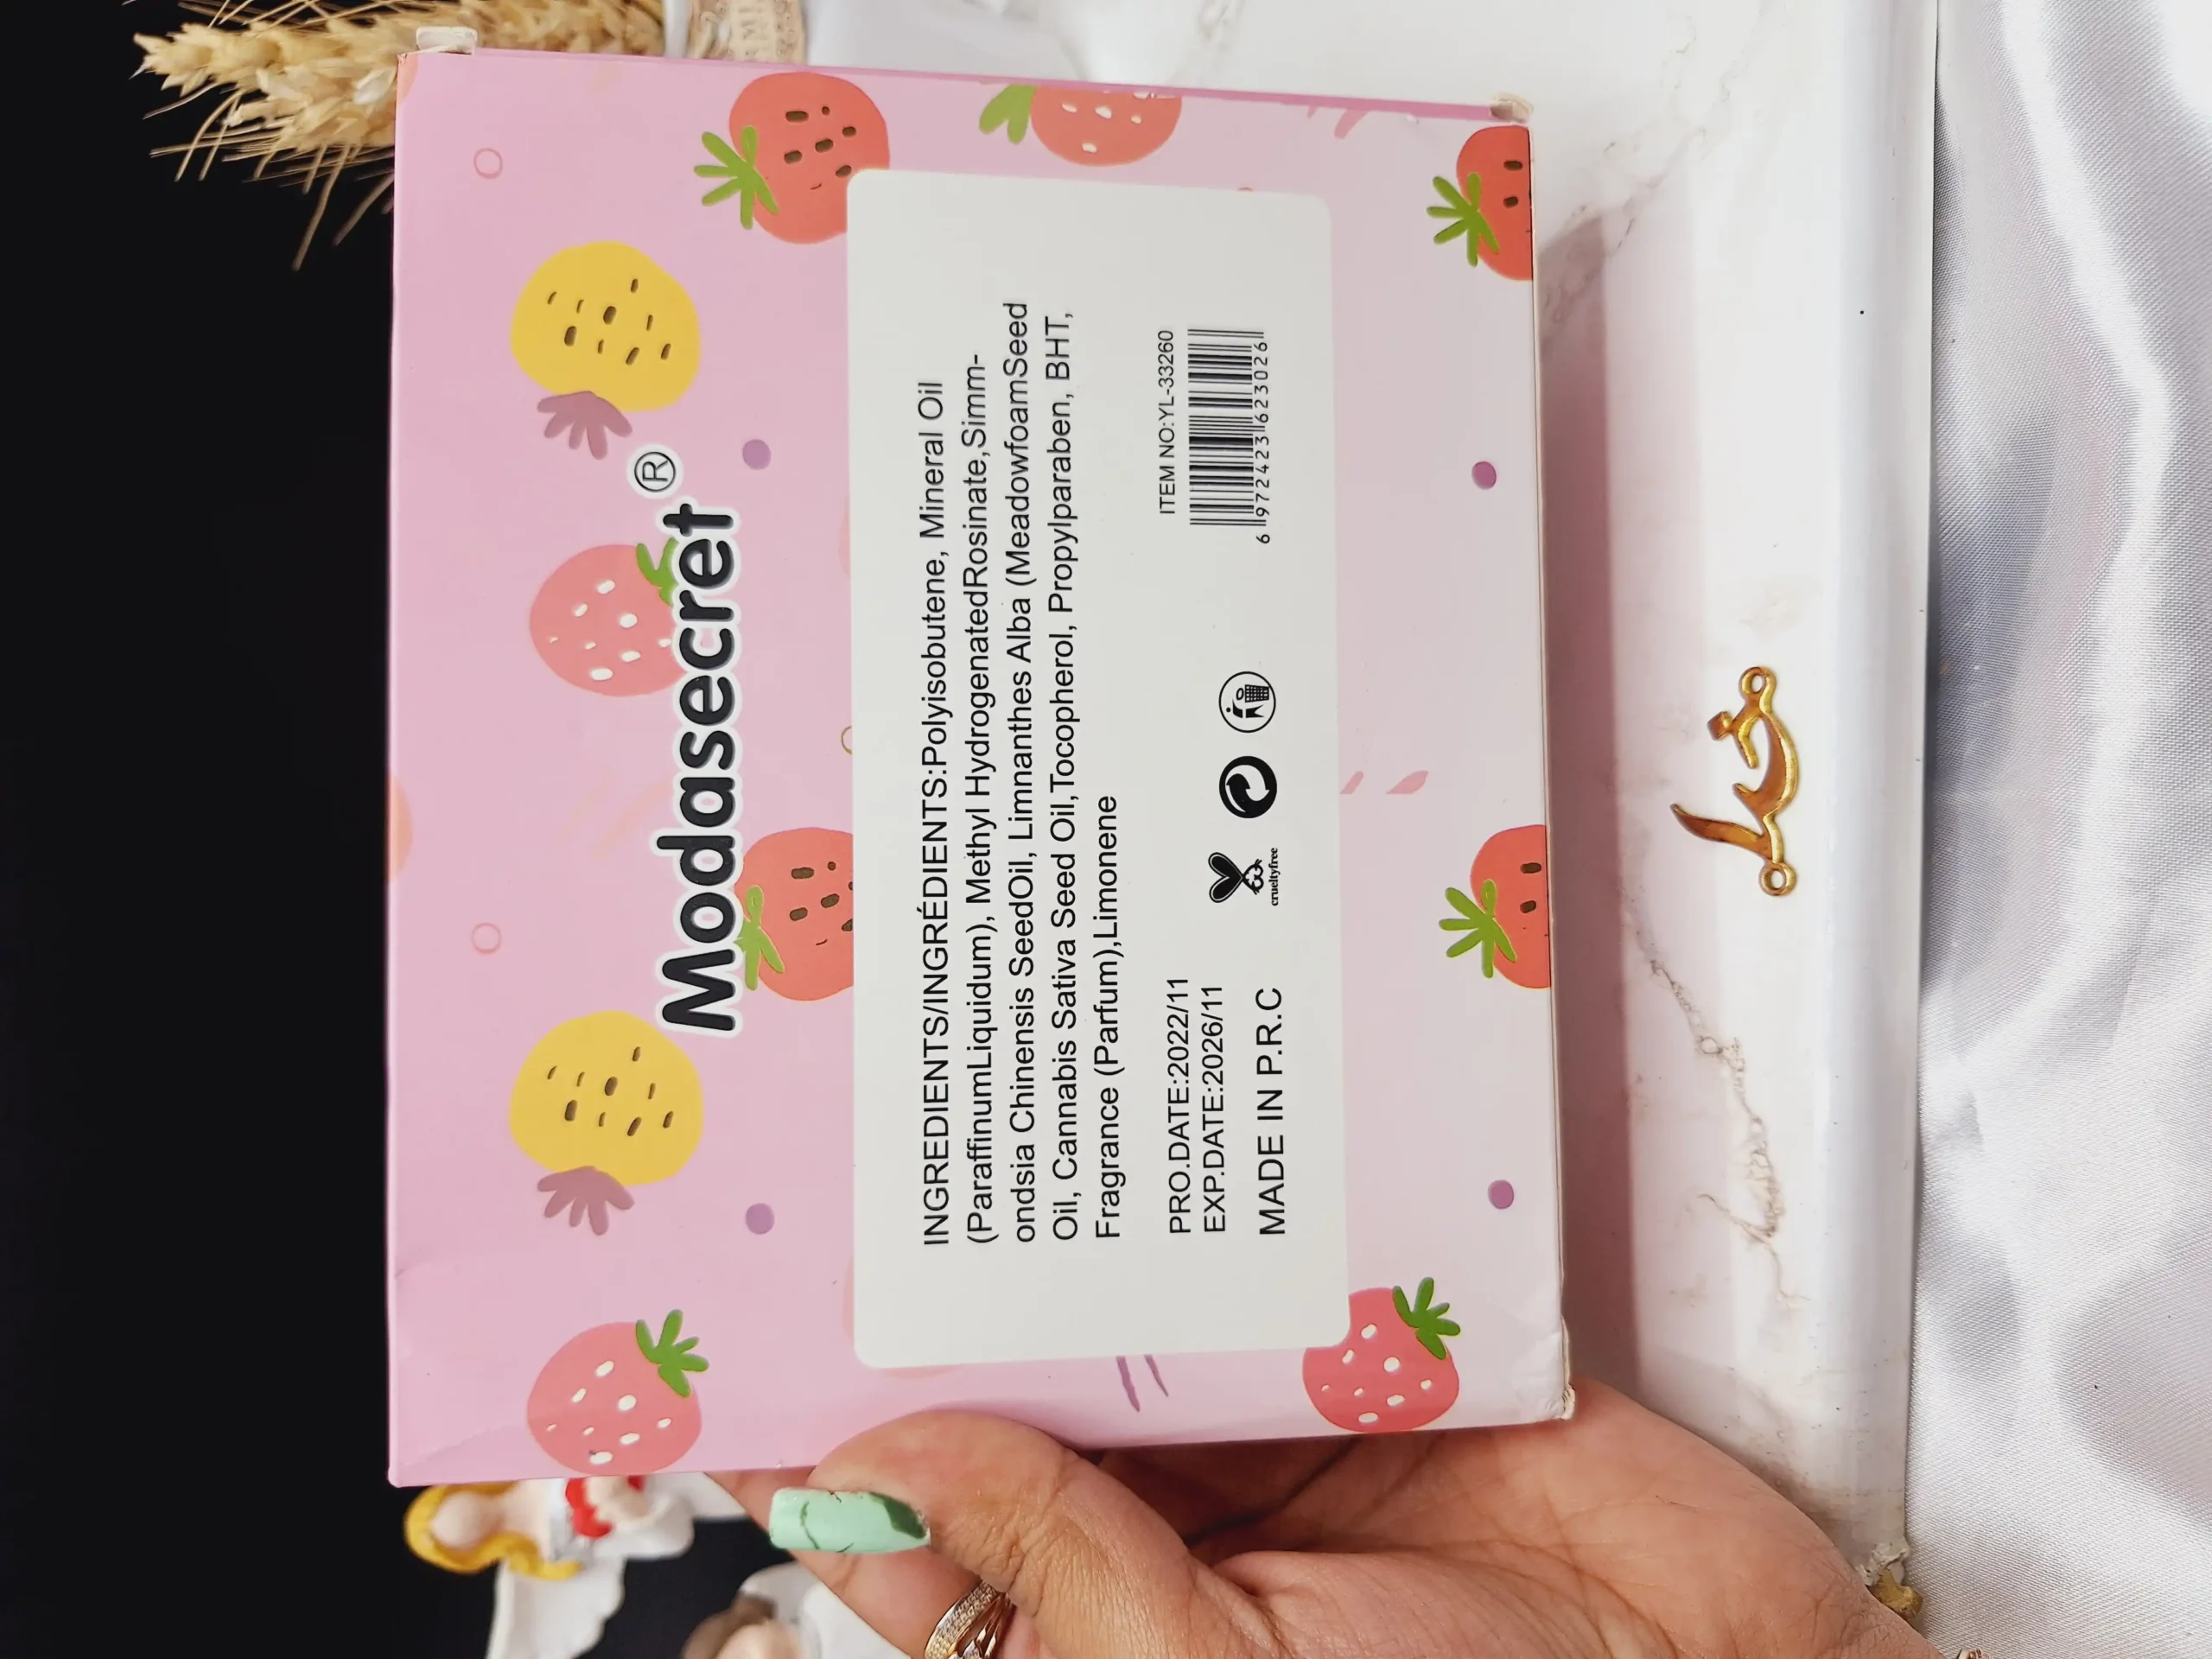 Modasecret®
INGREDIENTS/INGRÉDIENTS:Polyisobutene, Mineral Oil
(ParaffinumLiquidum), Methyl HydrogenatedRosinate,Simm-
ondsia Chinensis SeedOil, Limnanthes Alba (MeadowfoamSeed
Oil, Cannabis Sativa Seed Oil,Tocopherol, Propylparaben, BHT,
Fragrance (Parfum),Limonene
PRO.DATE:2022/11
EXP.DATE:2026/11
MADE IN P.R.C
crueltyfree
ITEM NO:YL-33260
6 972423 623026